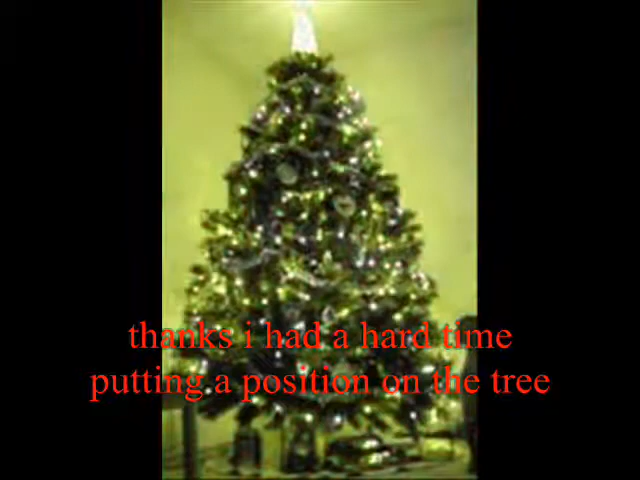 thanks i had a hard time
putting a position on the tree